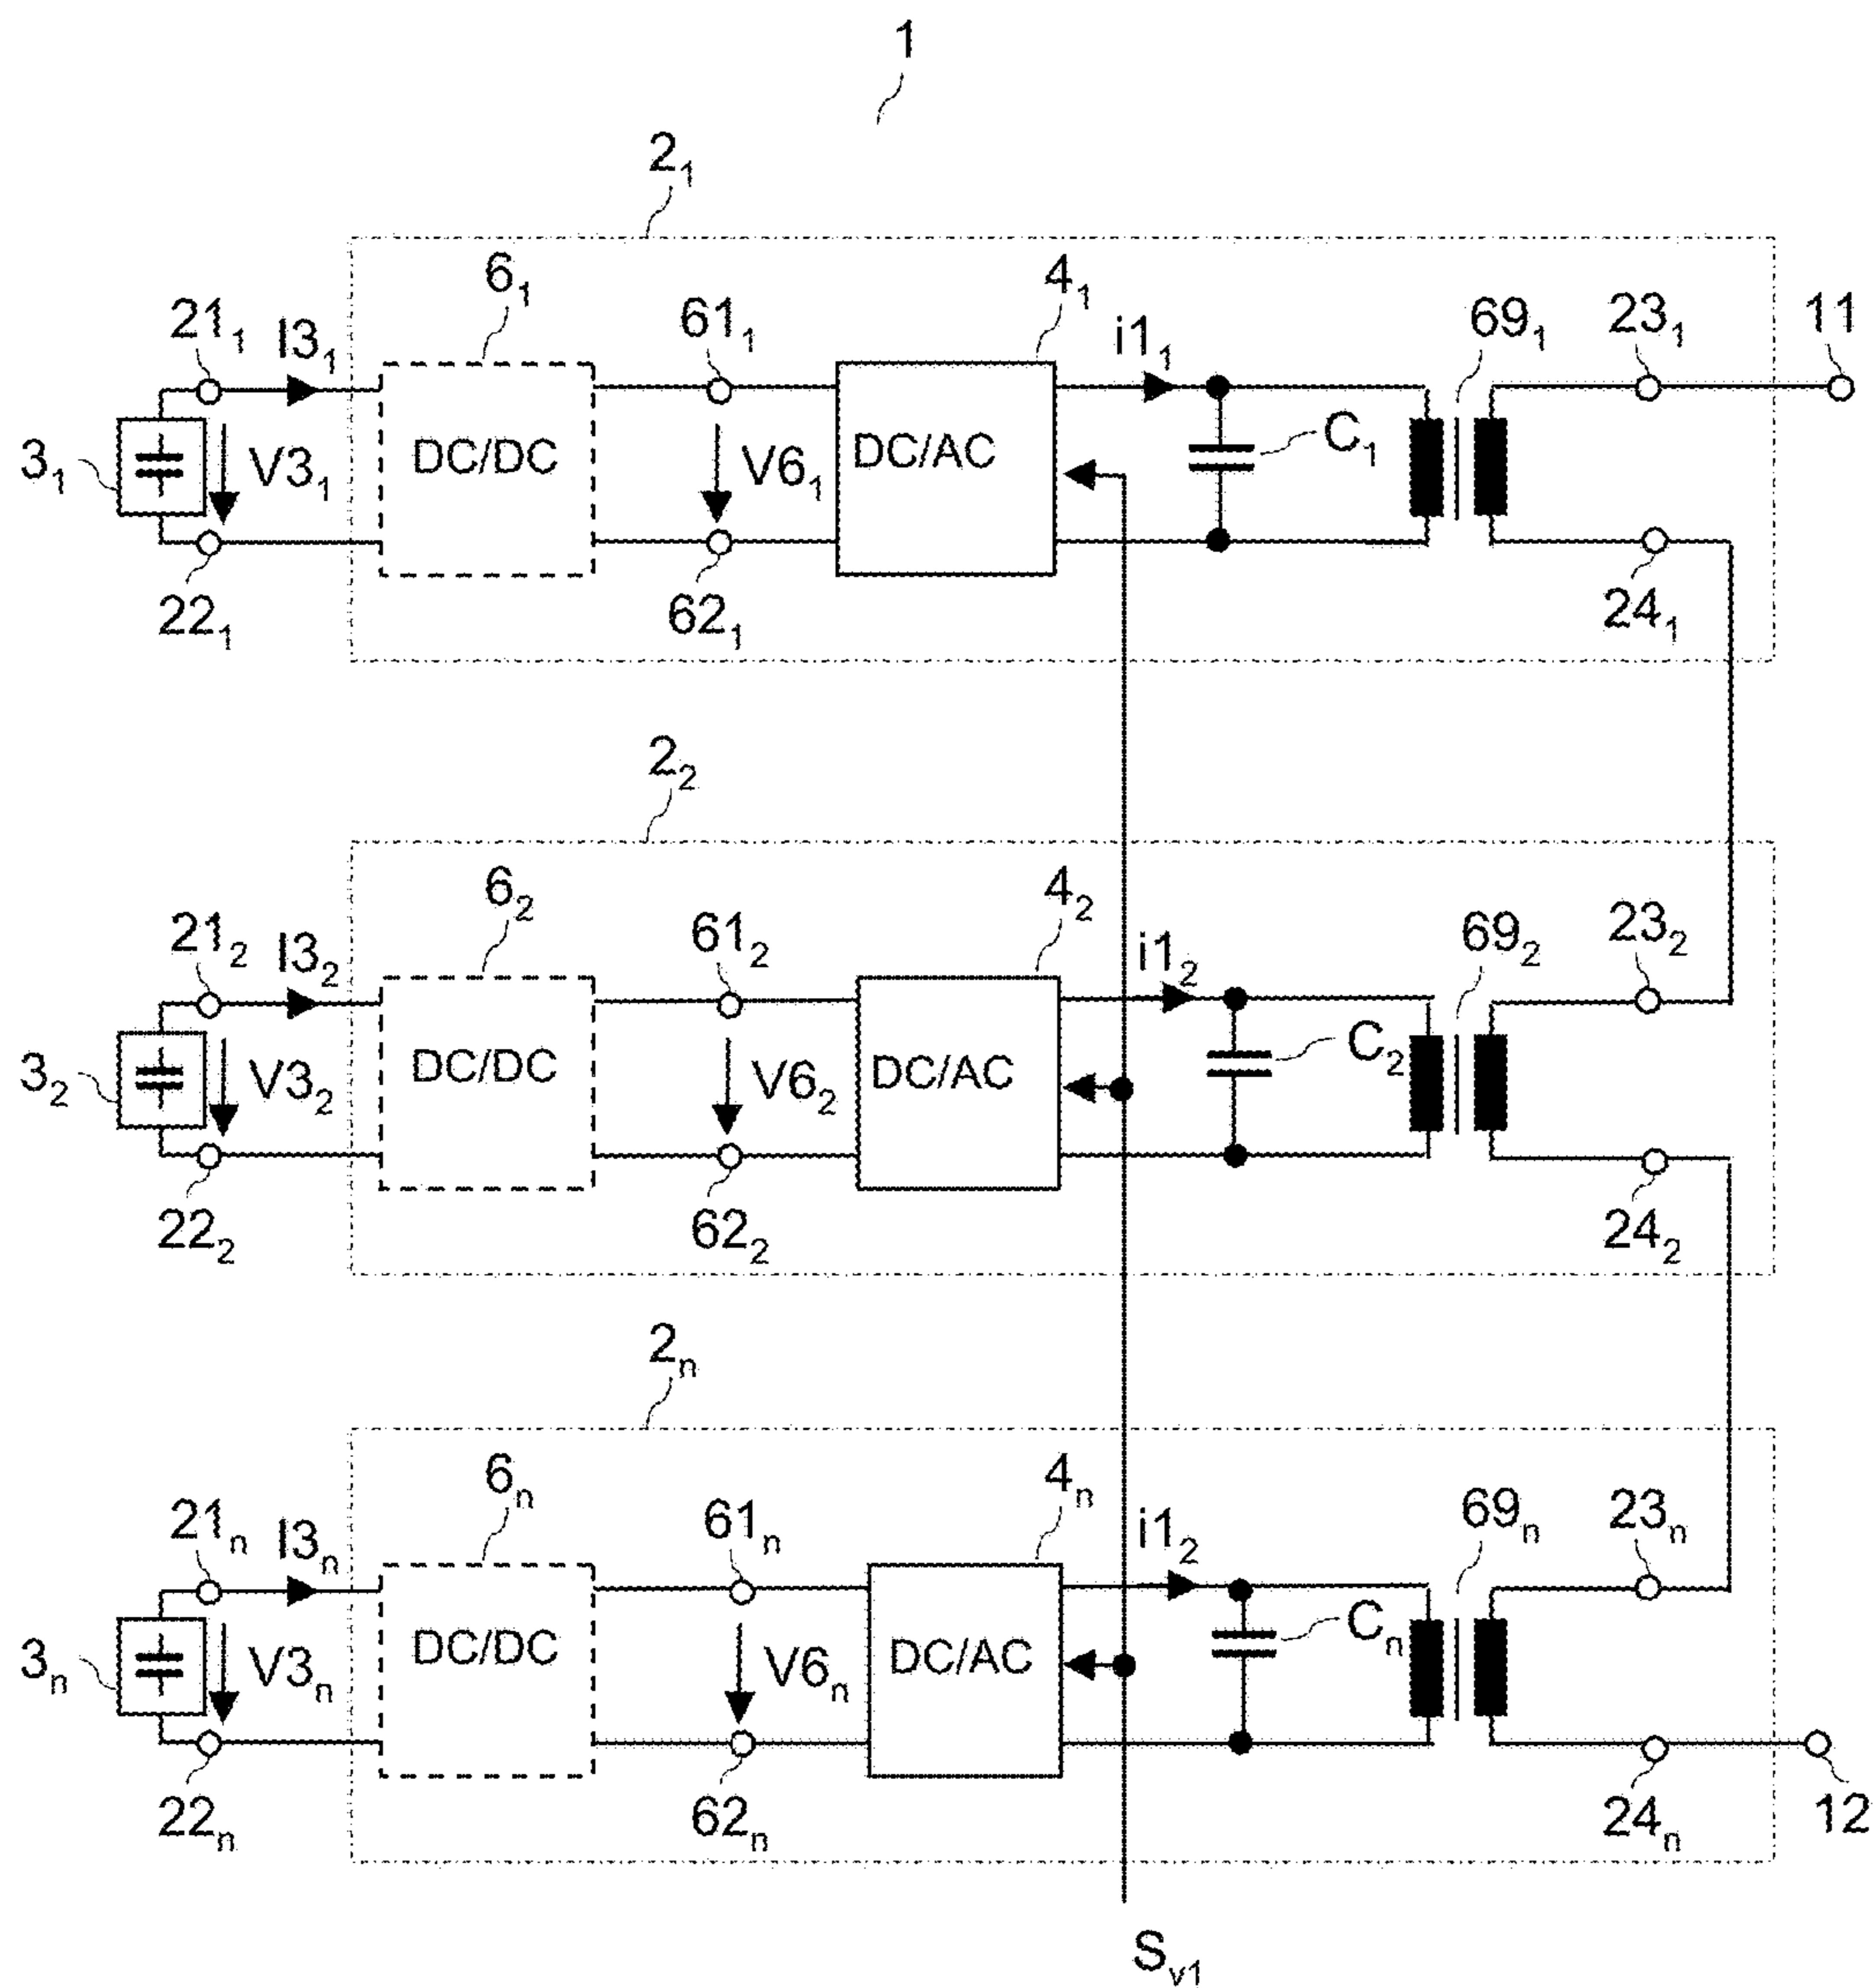 1
2₁
6₁
4₁
21₁ I3₁ 61₁ i1₁ 69₁ 23₁ 11
3₁ V3₁ DC/DC V6₁ DC/AC C₁
22₁ 62₁ 24₁
2₂
6₂ 4₂
21₂ I3₂ 61₂ i1₂ 69₂ 23₂
3₂ V3₂ DC/DC V6₂ DC/AC C₂
22₂ 62₂ 24₂
2ₙ
6ₙ 4ₙ
21ₙ I3ₙ 61ₙ i1₂ 69ₙ 23ₙ
3ₙ V3ₙ DC/DC V6ₙ DC/AC Cₙ
22ₙ 62ₙ 24ₙ 12
Sᵥ₁